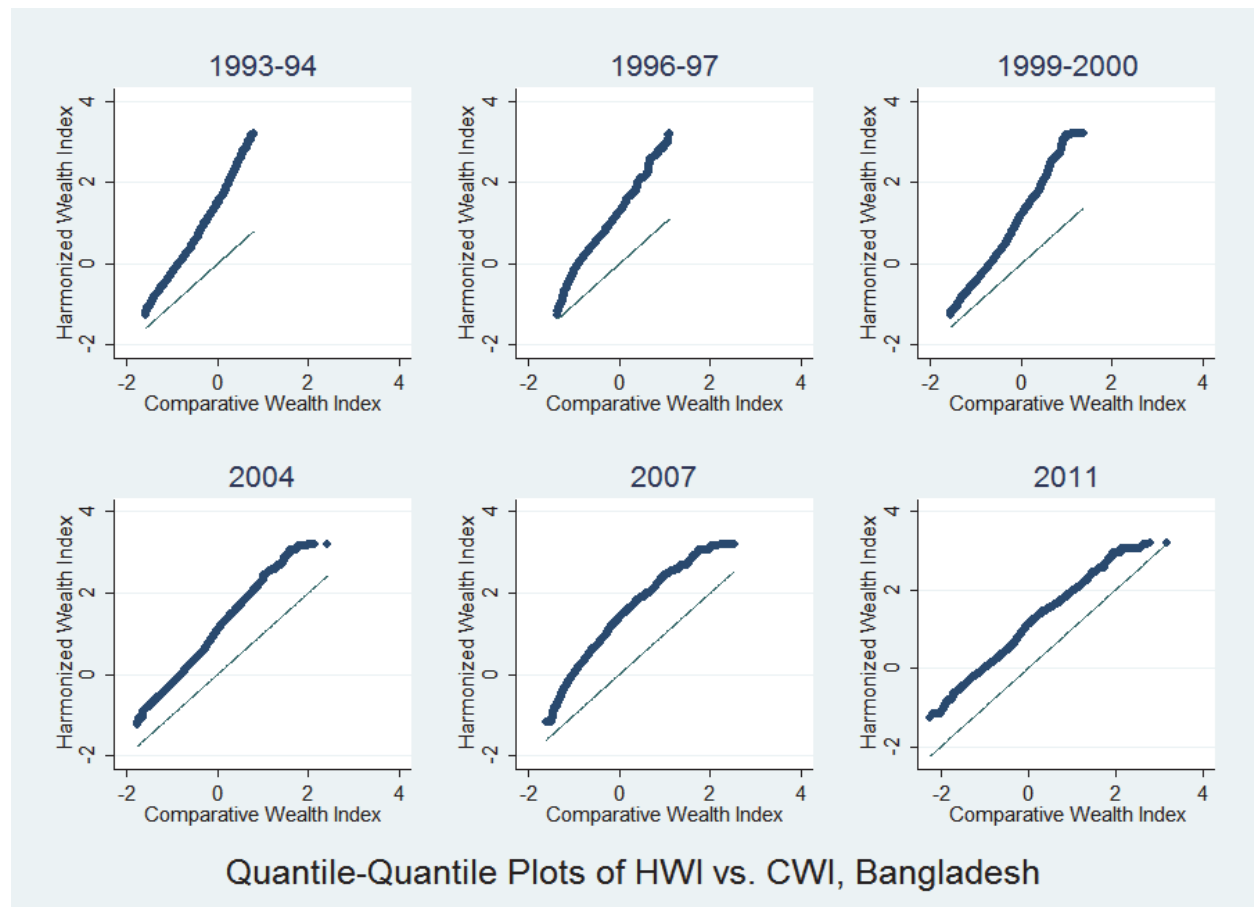 1993-94
1996-97
1999-2000
Harmonized Wealth Index
-2 0 2 4
-2 0 2 4
Comparative Wealth Index
Harmonized Wealth Index
-2 0 2 4
-2 0 2 4
Comparative Wealth Index
Harmonized Wealth Index
-2 0 2 4
-2 0 2 4
Comparative Wealth Index
2004
2007
2011
Harmonized Wealth Index
-2 0 2 4
-2 0 2 4
Comparative Wealth Index
Harmonized Wealth Index
-2 0 2 4
-2 0 2 4
Comparative Wealth Index
Harmonized Wealth Index
-2 0 2 4
-2 0 2 4
Comparative Wealth Index
Quantile-Quantile Plots of HWI vs. CWI, Bangladesh